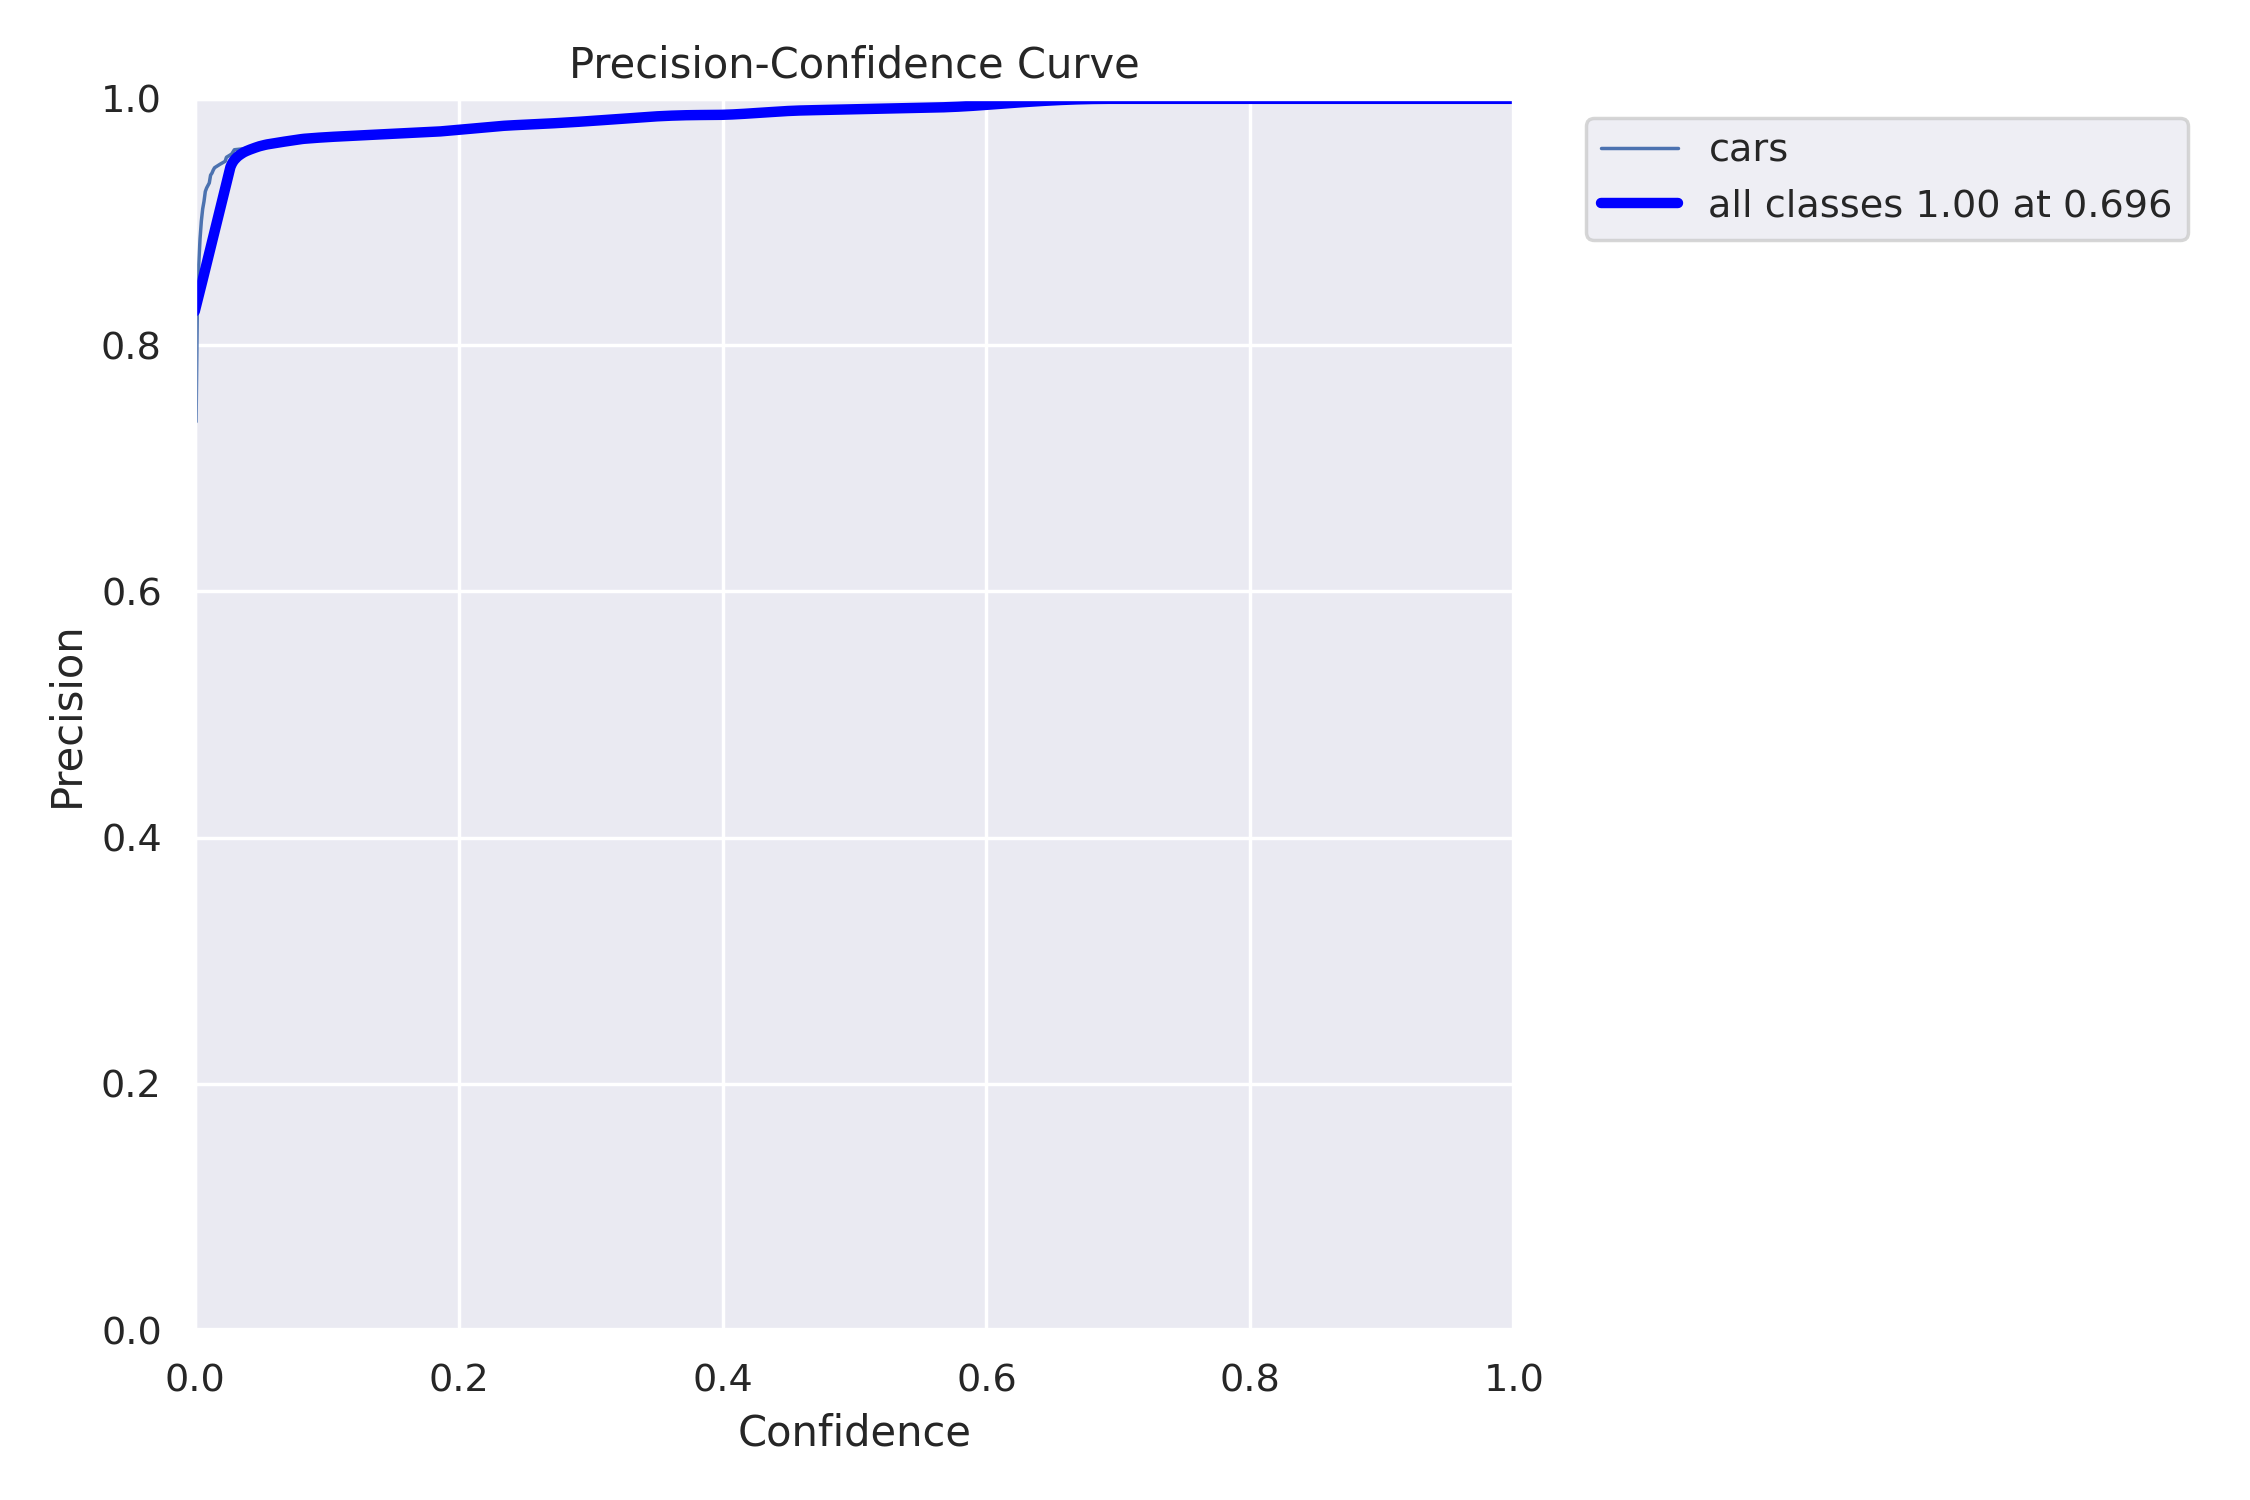 Precision-Confidence Curve
1.0
0.8
0.6
0.4
0.2
0.0
Precision
0.0 0.2 0.4 0.6 0.8 1.0
Confidence
cars
all classes 1.00 at 0.696